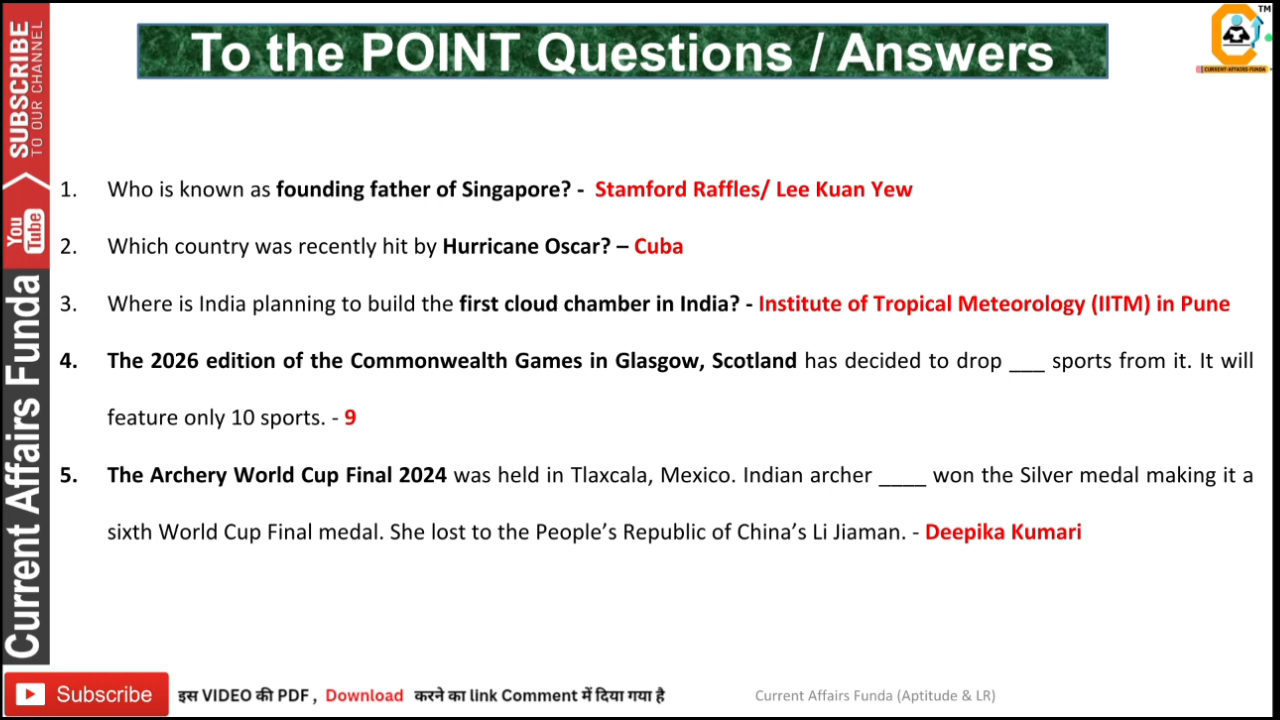 To the POINT Questions / Answers
TM
CURRENT-AFFAIRS-FUNDA
SUBSCRIBE
TO OUR CHANNEL
You
Tube
Current Affairs Funda
1. Who is known as founding father of Singapore? - Stamford Raffles/ Lee Kuan Yew
2. Which country was recently hit by Hurricane Oscar? – Cuba
3. Where is India planning to build the first cloud chamber in India? - Institute of Tropical Meteorology (IITM) in Pune
4. The 2026 edition of the Commonwealth Games in Glasgow, Scotland has decided to drop ___ sports from it. It will
feature only 10 sports. - 9
5. The Archery World Cup Final 2024 was held in Tlaxcala, Mexico. Indian archer ____ won the Silver medal making it a
sixth World Cup Final medal. She lost to the People’s Republic of China’s Li Jiaman. - Deepika Kumari
Subscribe
इस VIDEO की PDF , Download करने का link Comment में दिया गया है
Current Affairs Funda (Aptitude & LR)